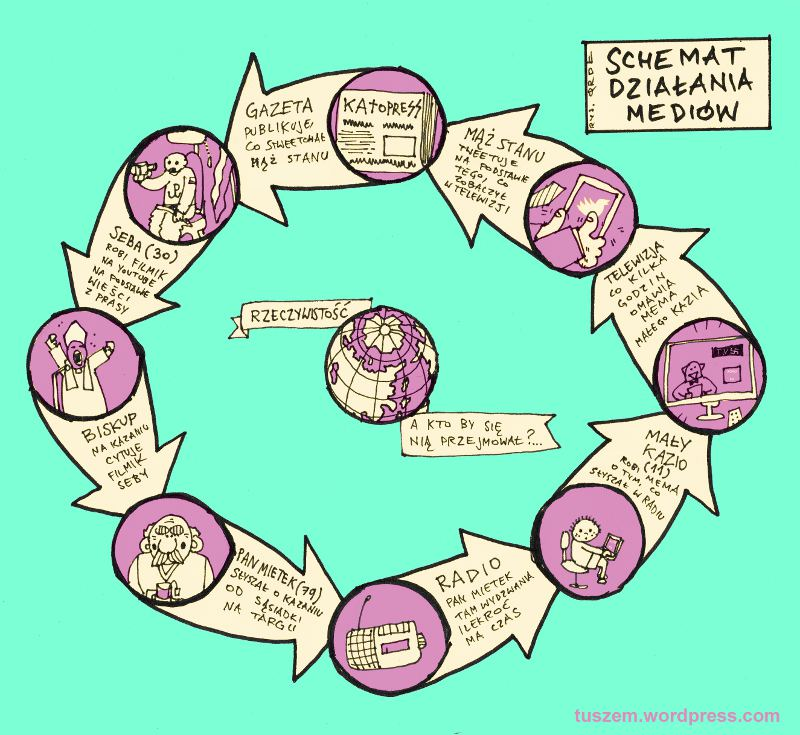 SCHEMAT
DZIAŁANIA
MEDIÓW
KATOPRESS
GAZETA
PUBLIKUJE,
CO STWEETOWAŁ
MĄŻ STANU
MĄŻ STANU
TWEETUJE
NA PODSTAWIE
TEGO, CO
ZOBACZYŁ
W TELEWIZJI
SEBA (30)
ROBI FILMIK
NA YOUTUBE
NA PODSTAWIE
WIEŚCI
Z PRASY
TELEWIZJA
CO KILKA
GODZIN
OMAWIA
MEMA
MAŁEGO KAZIA
RZECZYWISTOŚĆ
A KTO BY SIĘ
NIĄ PRZEJMOWAŁ?...
BISKUP
NA KAZANIU
CYTUJE
FILMIK
SEBY
MAŁY
KAZIO
(11)
ROBI MEMA
O TYM, CO
SŁYSZAŁ W RADIU
PAN MIETEK (79)
SŁYSZAŁ O KAZANIU
OD SĄSIADKI
NA TARGU
RADIO
PAN MIETEK
TAM WYDZWANIA
ILEKROĆ
MA CZAS
tuszem.wordpress.com